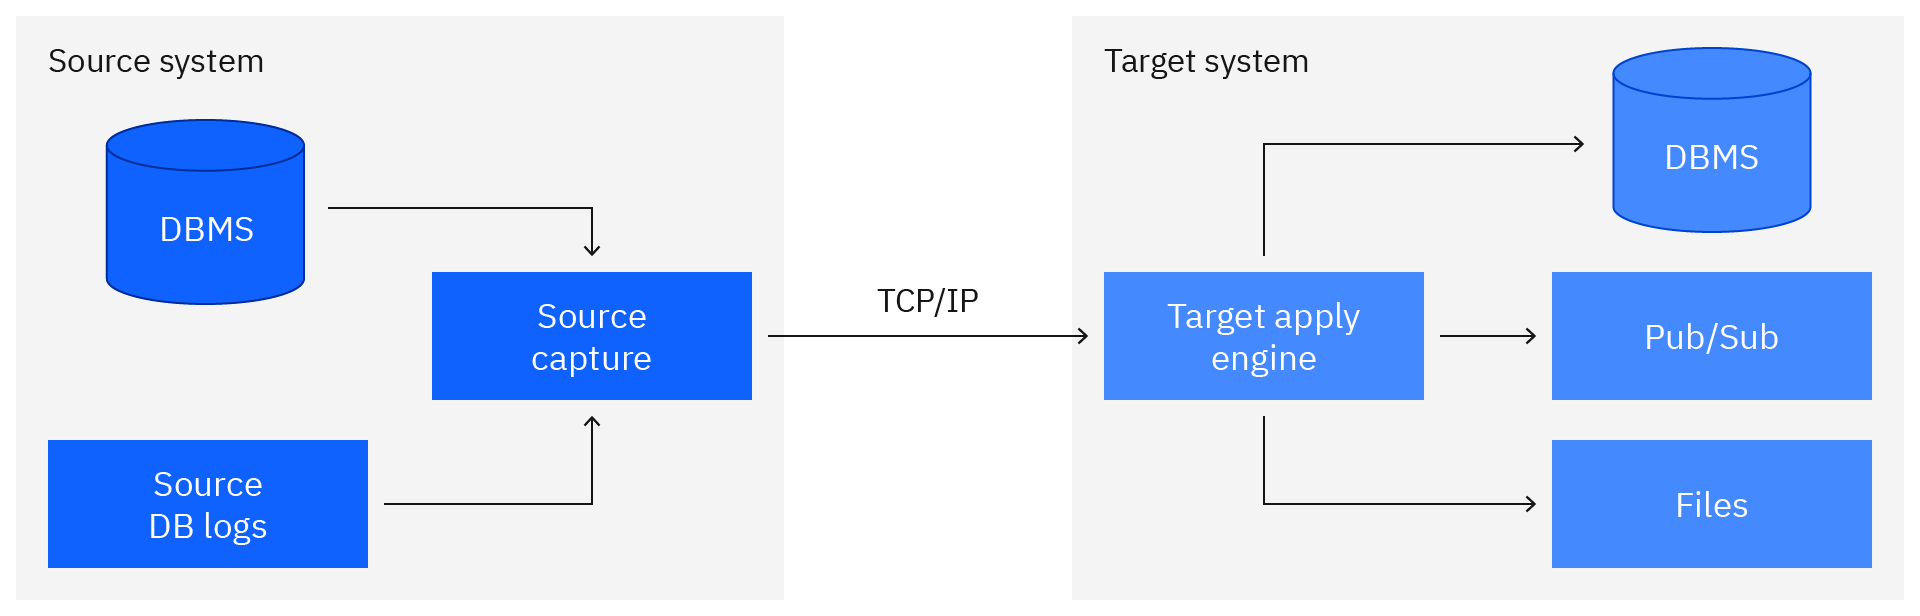 Source system
DBMS
Source
capture
Source
DB logs
TCP/IP
Target system
DBMS
Target apply
engine
Pub/Sub
Files